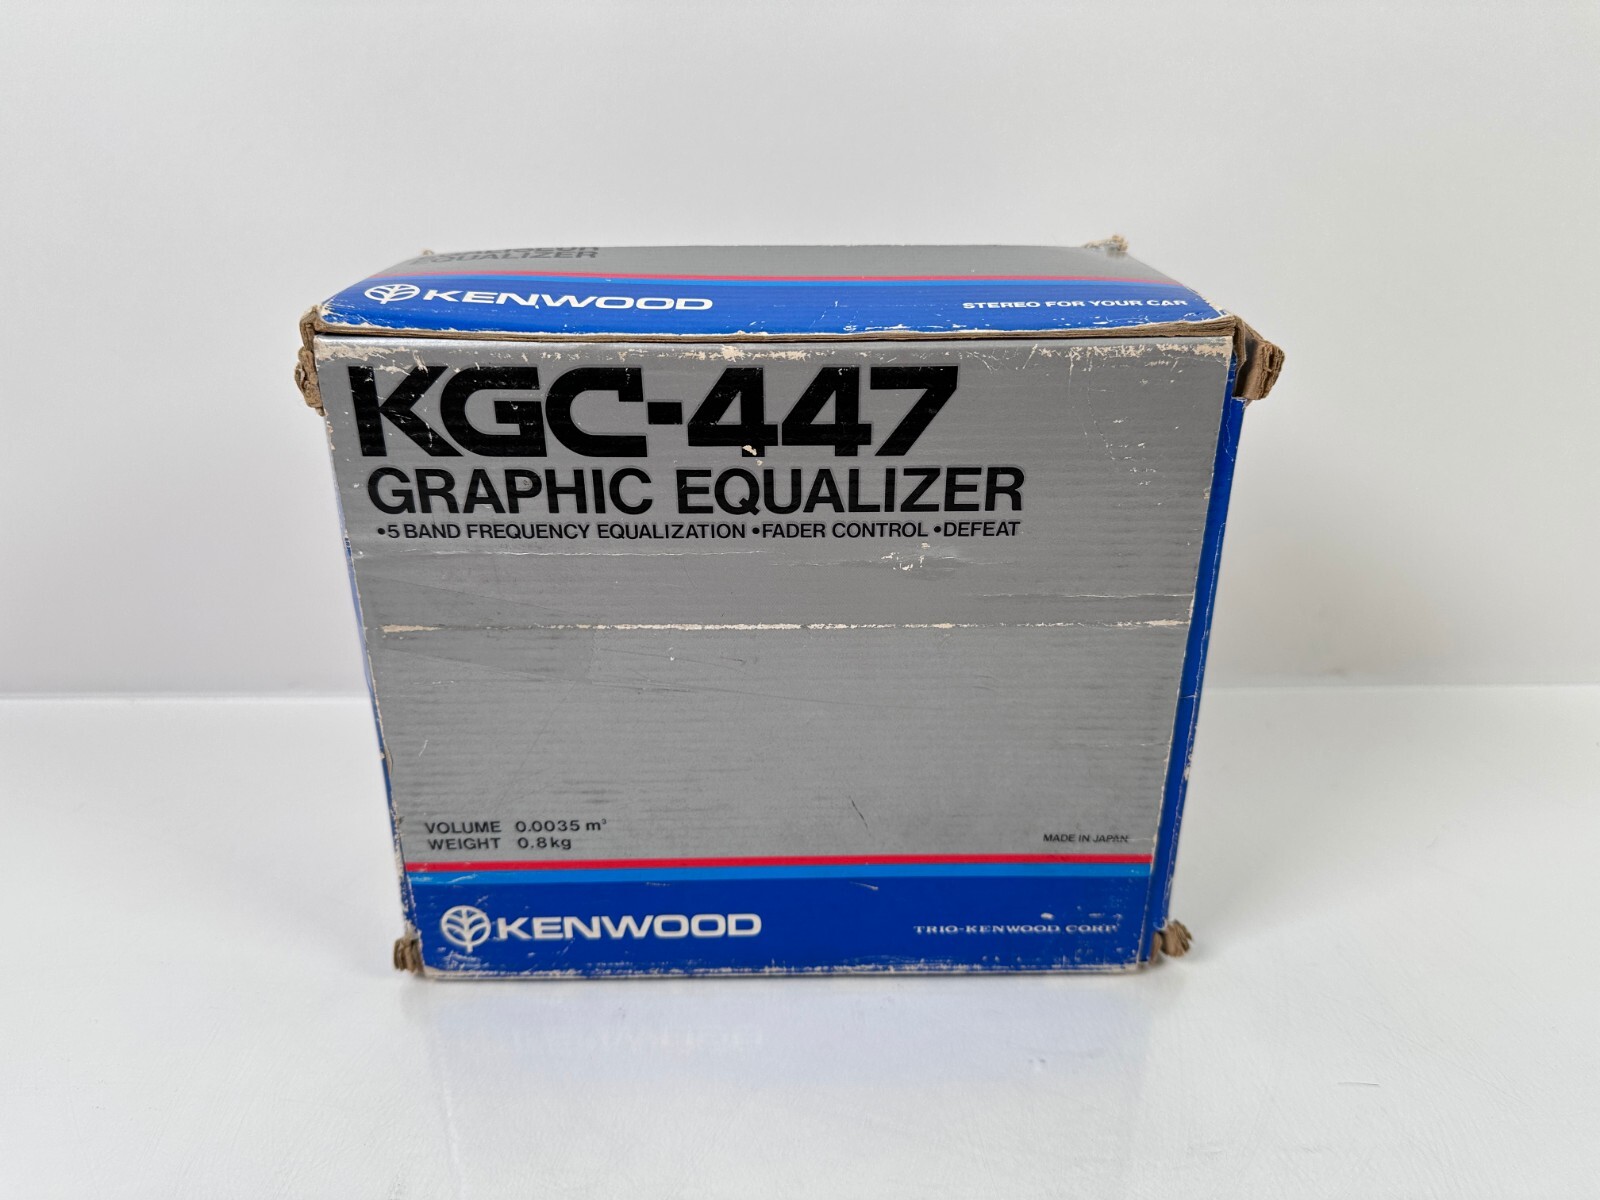 EQUALIZER
KENWOOD
STEREO FOR YOUR CAR
KGC-447
GRAPHIC EQUALIZER
•5 BAND FREQUENCY EQUALIZATION •FADER CONTROL •DEFEAT
VOLUME 0.0035 m³
WEIGHT 0.8kg
MADE IN JAPAN
KENWOOD
TRIO-KENWOOD CORP.